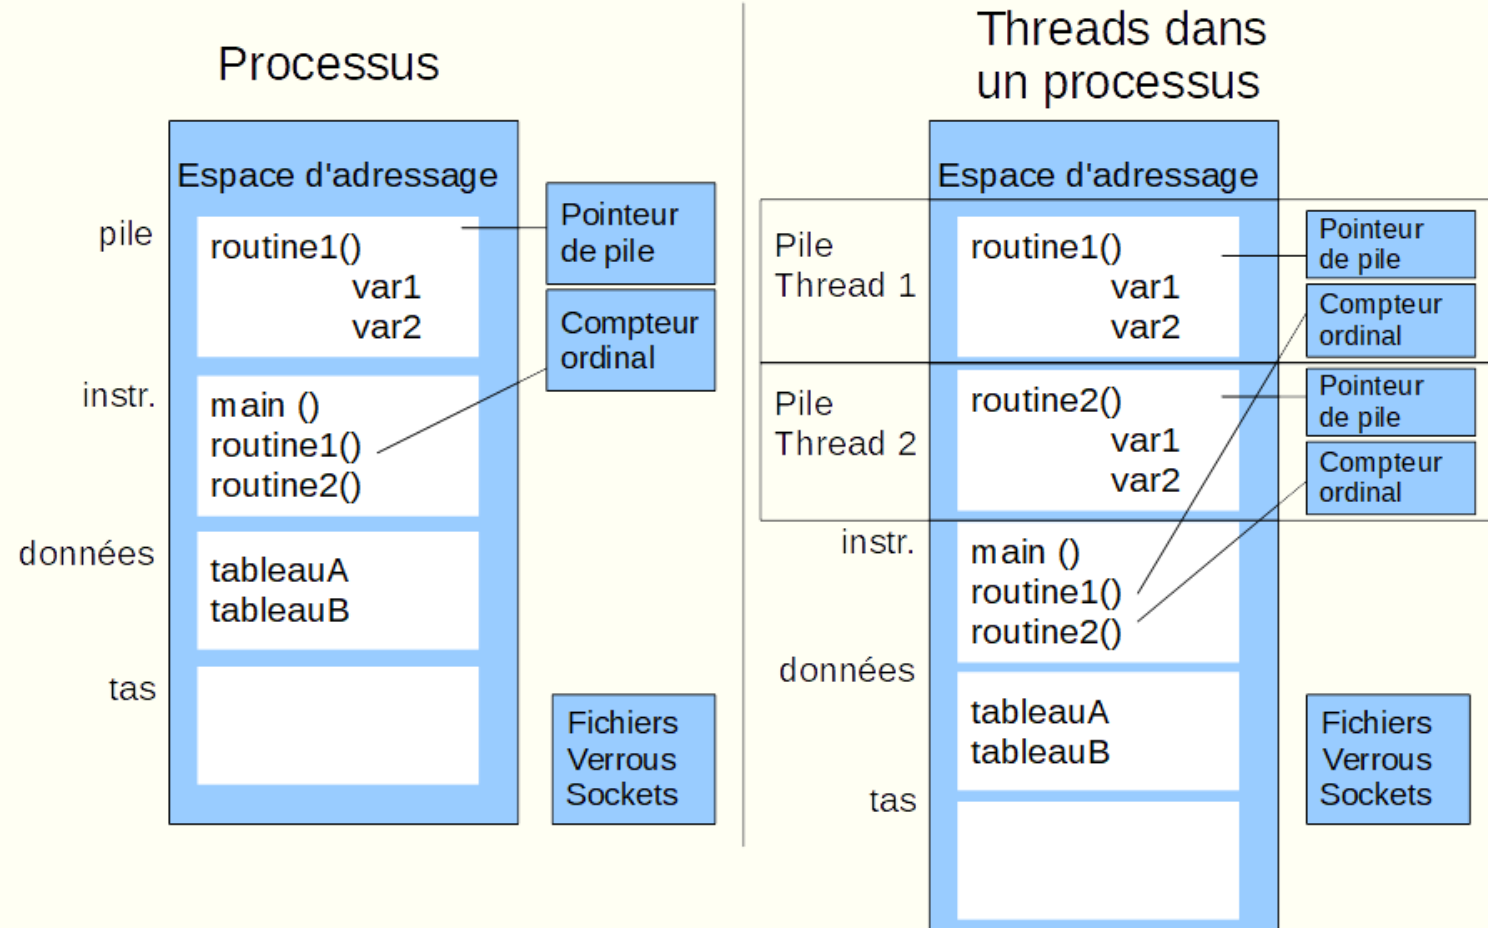 Processus
Espace d'adressage
pile
routine1()
var1
var2
Pointeur
de pile
Compteur
ordinal
instr.
main ()
routine1()
routine2()
données
tableauA
tableauB
tas
Fichiers
Verrous
Sockets
Threads dans
un processus
Espace d'adressage
Pile
Thread 1
routine1()
var1
var2
Pointeur
de pile
Compteur
ordinal
Pile
Thread 2
routine2()
var1
var2
Pointeur
de pile
Compteur
ordinal
instr.
main ()
routine1()
routine2()
données
tableauA
tableauB
tas
Fichiers
Verrous
Sockets